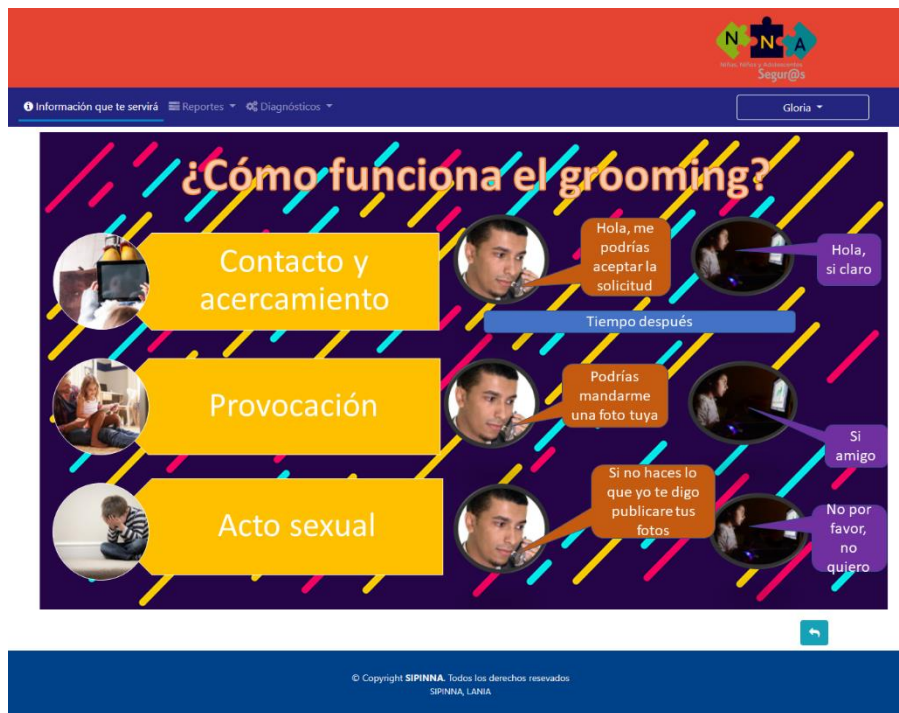 N N A
Niñas, Niños y Adolescentes
Segur@s
Información que te servirá Reportes Diagnósticos Gloria
¿Cómo funciona el grooming?
Contacto y
acercamiento
Hola, me
podrías
aceptar la
solicitud
Hola,
si claro
Tiempo después
Provocación
Podrías
mandarme
una foto tuya
Si
amigo
Acto sexual
Si no haces lo
que yo te digo
publicare tus
fotos
No por
favor,
no
quiero
© Copyright SIPINNA. Todos los derechos resevados
SIPINNA, LANIA